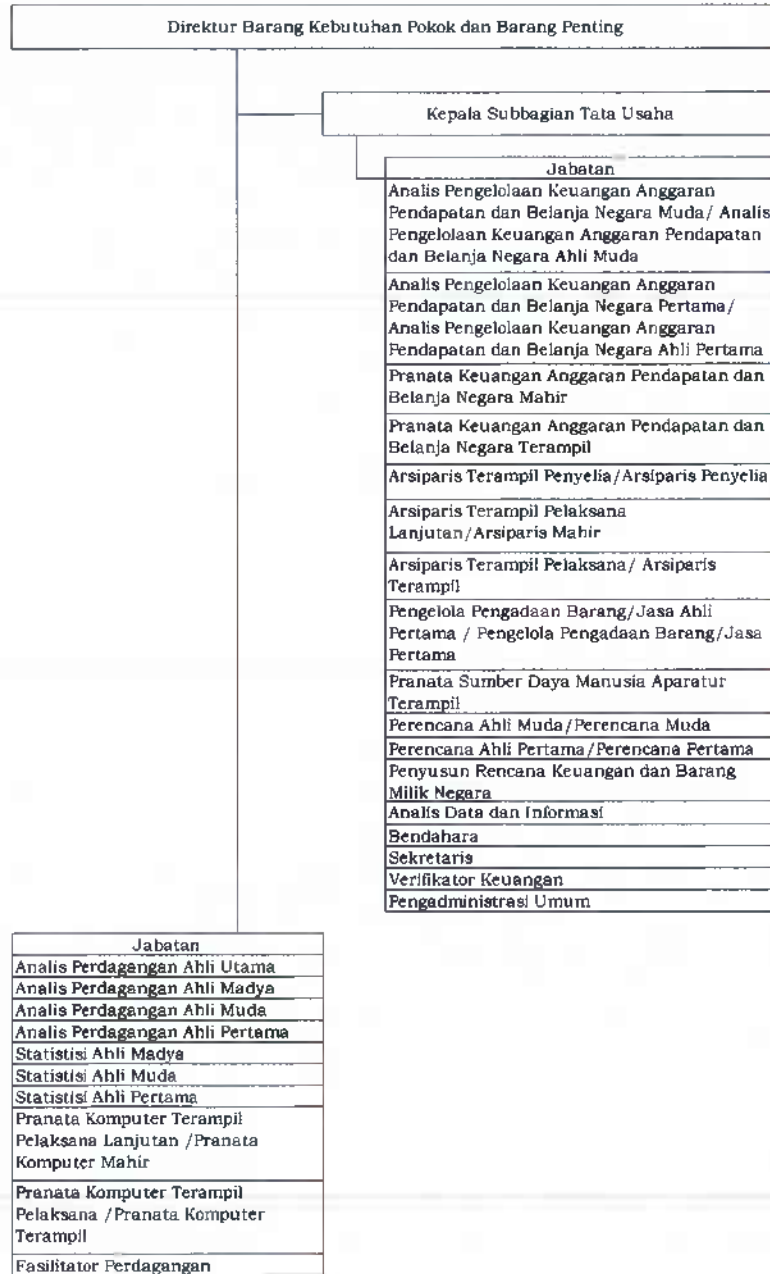 Direktur Barang Kebutuhan Pokok dan Barang Penting
Kepala Subbagian Tata Usaha
Jabatan
Analis Pengelolaan Keuangan Anggaran
Pendapatan dan Belanja Negara Muda/ Analis
Pengelolaan Keuangan Anggaran Pendapatan
dan Belanja Negara Ahli Muda
Analis Pengelolaan Keuangan Anggaran
Pendapatan dan Belanja Negara Pertama/
Analis Pengelolaan Keuangan Anggaran
Pendapatan dan Belanja Negara Ahli Pertama
Pranata Keuangan Anggaran Pendapatan dan
Belanja Negara Mahir
Pranata Keuangan Anggaran Pendapatan dan
Belanja Negara Terampil
Arsiparis Terampil Penyelia/Arsiparis Penyelia
Arsiparis Terampil Pelaksana
Lanjutan/Arsiparis Mahir
Arsiparis Terampil Pelaksana/ Arsiparis
Terampil
Pengelola Pengadaan Barang/Jasa Ahli
Pertama / Pengelola Pengadaan Barang/Jasa
Pertama
Pranata Sumber Daya Manusia Aparatur
Terampil
Perencana Ahli Muda/Perencana Muda
Perencana Ahli Pertama/Perencana Pertama
Penyusun Rencana Keuangan dan Barang
Milik Negara
Analis Data dan Informasi
Bendahara
Sekretaris
Verifikator Keuangan
Pengadministrasi Umum
Jabatan
Analis Perdagangan Ahli Utama
Analis Perdagangan Ahli Madya
Analis Perdagangan Ahli Muda
Analis Perdagangan Ahli Pertama
Statistisi Ahli Madya
Statistisi Ahli Muda
Statistisi Ahli Pertama
Pranata Komputer Terampil
Pelaksana Lanjutan /Pranata
Komputer Mahir
Pranata Komputer Terampil
Pelaksana /Pranata Komputer
Terampil
Fasilitator Perdagangan